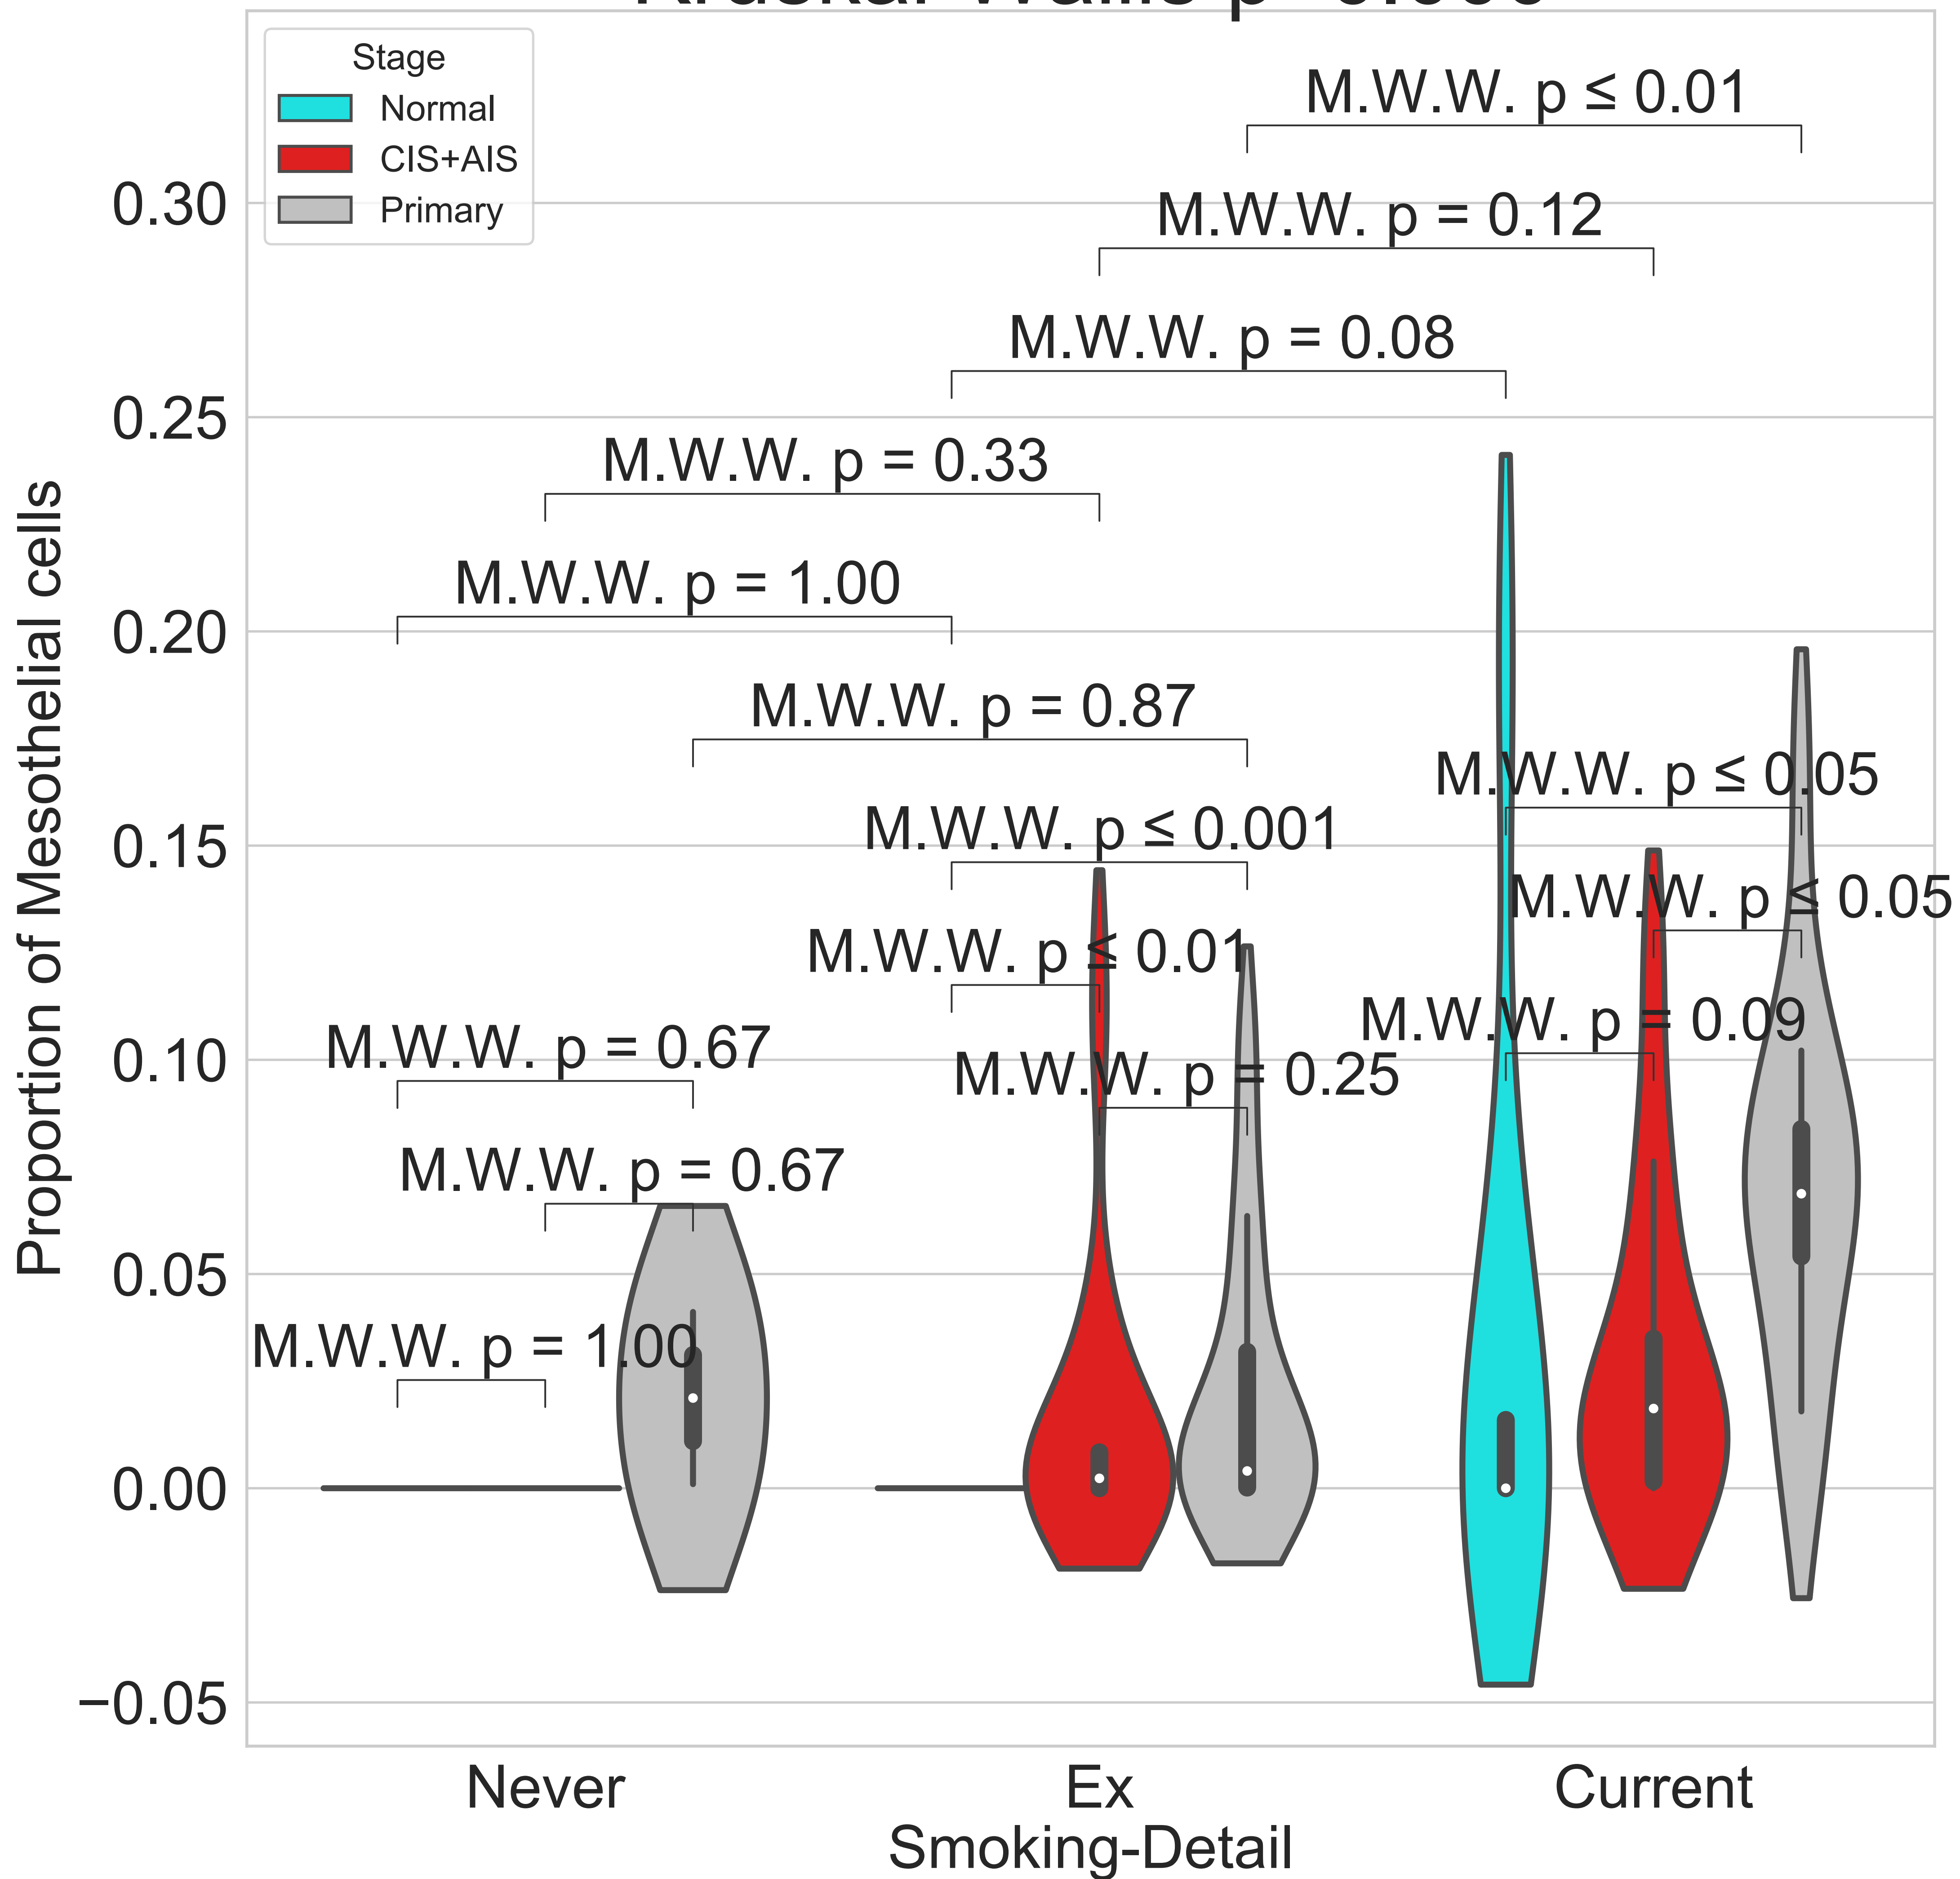 Stage
Normal
CIS+AIS
Primary
M.W.W. p ≤ 0.01
M.W.W. p = 0.12
M.W.W. p = 0.08
M.W.W. p = 0.33
M.W.W. p = 1.00
M.W.W. p = 0.87
M.W.W. p ≤ 0.05
M.W.W. p ≤ 0.001
M.W.W. p ≤ 0.05
M.W.W. p ≤ 0.01
M.W.W. p = 0.09
M.W.W. p = 0.67
M.W.W. p = 0.25
M.W.W. p = 0.67
M.W.W. p = 1.00
0.30
0.25
0.20
0.15
0.10
0.05
0.00
−0.05
Proportion of Mesothelial cells
Never
Ex
Current
Smoking-Detail